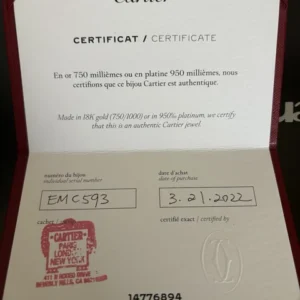 Cartier
CERTIFICAT / CERTIFICATE
En or 750 millièmes ou en platine 950 millièmes, nous
certifions que ce bijou Cartier est authentique.
Made in 18K gold (750/1000) or in 950‰ platinum, we certify
that this is an authentic Cartier jewel.
numéro du bijou
individual serial number
date d'achat
date of purchase
EMC593
3.21.2022
cachet /
certifié exact / certified by
"CARTIER"
PARIS
LONDON
NEW YORK
BEVERLY HILLS, CA
14776894